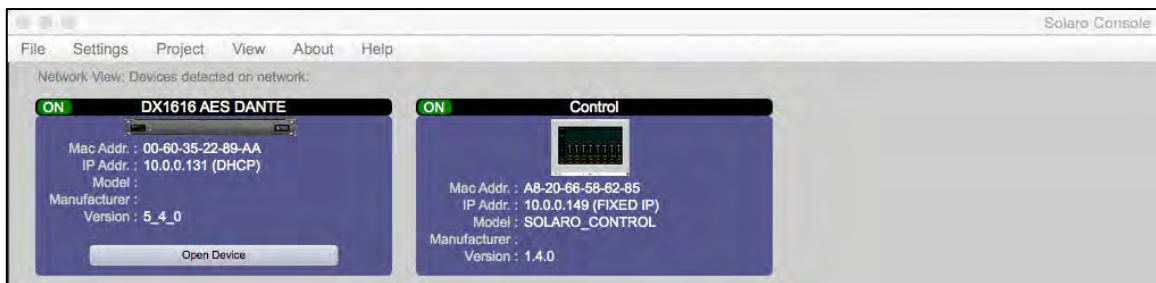 Solaro Console
File Settings Project View About Help
Network View: Devices detected on network:
ON DX1616 AES DANTE
Mac Addr. : 00-60-35-22-89-AA
IP Addr. : 10.0.0.131 (DHCP)
Model :
Manufacturer :
Version : 5_4_0
Open Device
ON Control
Mac Addr. : A8-20-66-58-62-85
IP Addr. : 10.0.0.149 (FIXED IP)
Model : SOLARO_CONTROL
Manufacturer :
Version : 1.4.0